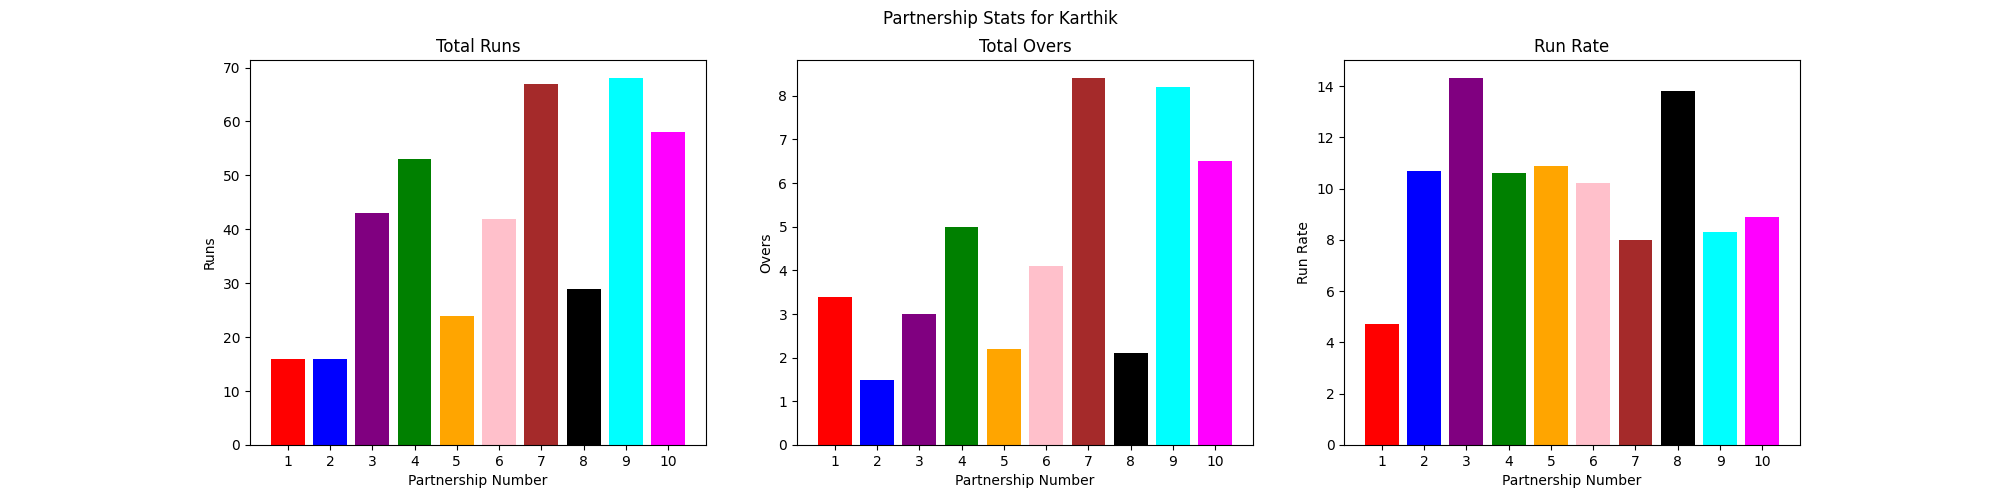 Partnership Stats for Karthik
Total Runs
70
60
50
40
30
20
10
0
Runs
1 2 3 4 5 6 7 8 9 10
Partnership Number
Total Overs
8
7
6
5
4
3
2
1
0
Overs
1 2 3 4 5 6 7 8 9 10
Partnership Number
Run Rate
14
12
10
8
6
4
2
0
Run Rate
1 2 3 4 5 6 7 8 9 10
Partnership Number